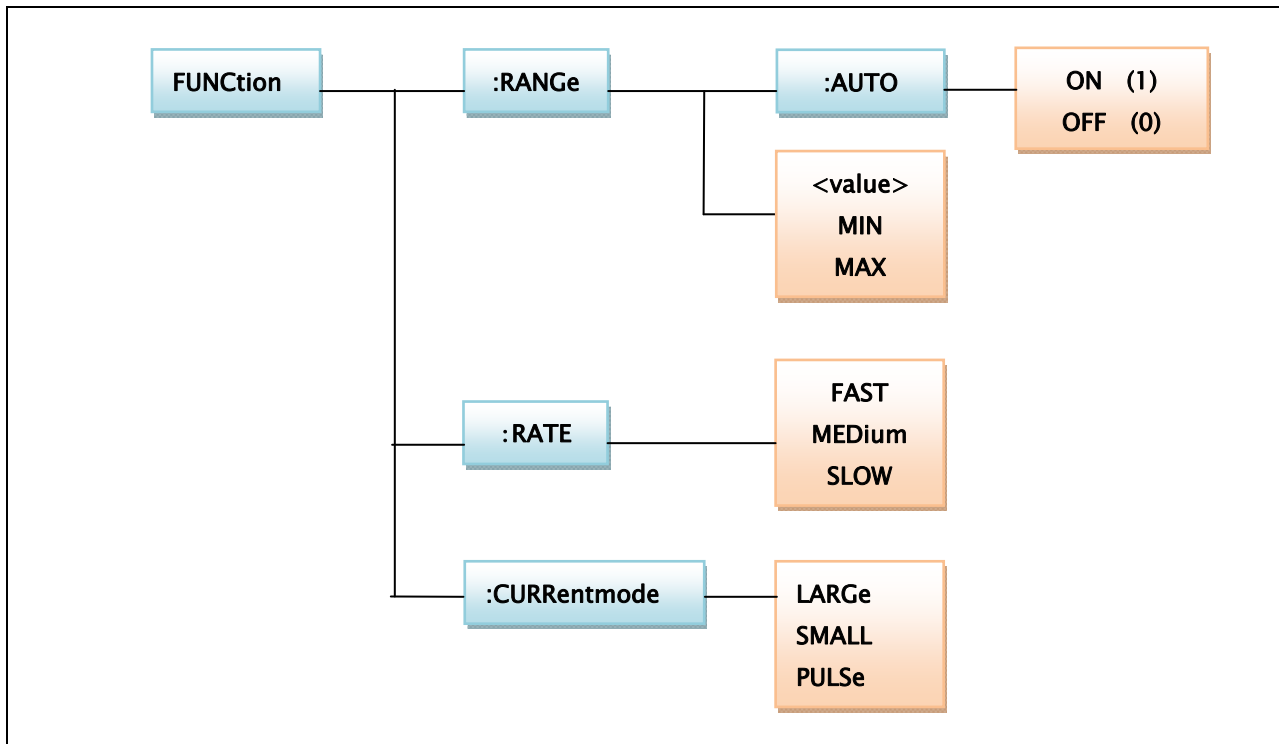 FUNCtion
:RANGe
:AUTO
ON (1)
OFF (0)
<value>
MIN
MAX
:RATE
FAST
MEDium
SLOW
:CURRentmode
LARGe
SMALL
PULSe